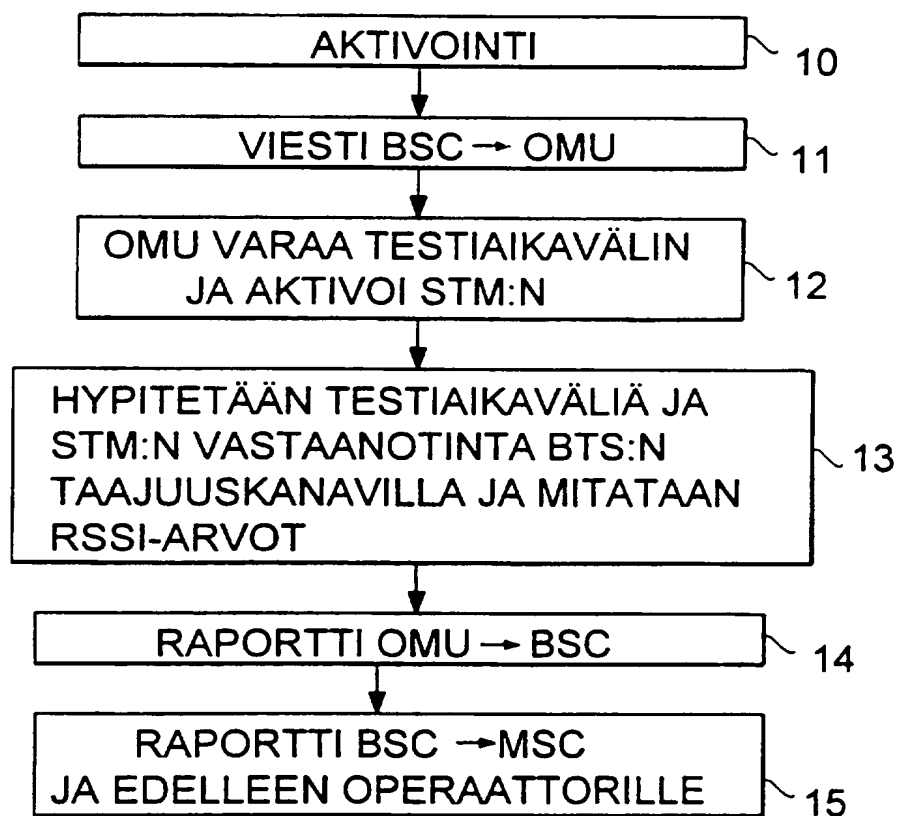 AKTIVOINTI
10
VIESTI BSC → OMU
11
OMU VARAA TESTIAIKAVÄLIN
JA AKTIVOI STM:N
12
HYPITETÄÄN TESTIAIKAVÄLIÄ JA
STM:N VASTAANOTINTA BTS:N
TAAJUUSKANAVILLA JA MITATAAN
RSSI-ARVOT
13
RAPORTTI OMU → BSC
14
RAPORTTI BSC → MSC
JA EDELLEEN OPERAATTORILLE
15